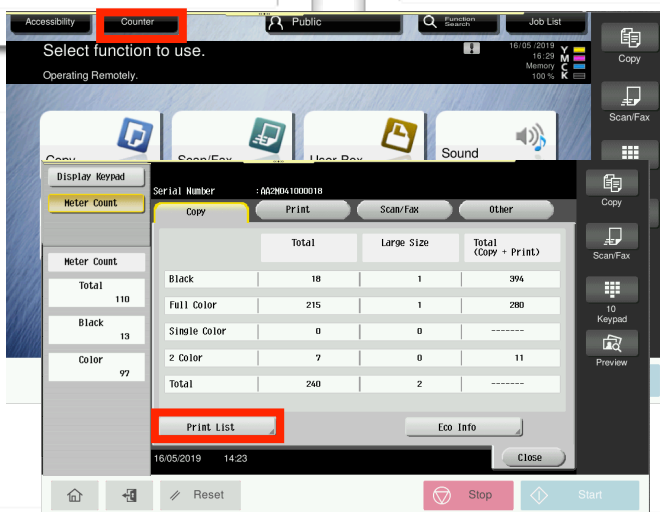 Accessibility Counter Public Function Search Job List
Select function to use.
Operating Remotely.
16/05/2019
16:29
Memory
100 %
Y
M
C
K
Copy
Scan/Fax
Copy Scan/Fax User Box Sound
Display Keypad
Meter Count
Serial Number :AA2M041000018
Copy Print Scan/Fax Other
Total Large Size Total (Copy + Print)
Black 18 1 394
Full Color 215 1 280
Single Color 0 0 -------
2 Color 7 0 11
Total 240 2 -------
Meter Count
Total
110
Black
13
Color
97
Print List Eco Info
16/05/2019 14:23 Close
Copy
Scan/Fax
10
Keypad
Preview
Reset Stop Start